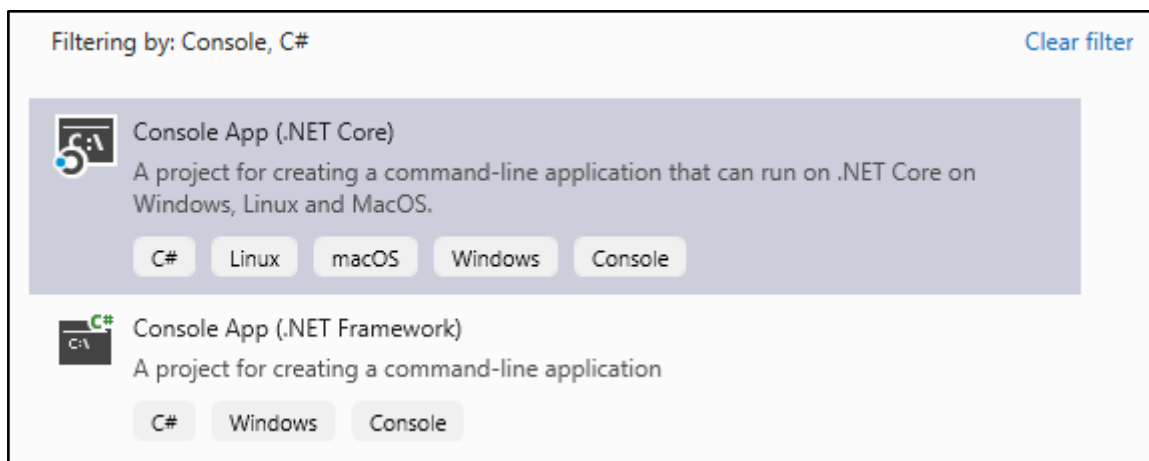 Filtering by: Console, C# Clear filter
C:\
Console App (.NET Core)
A project for creating a command-line application that can run on .NET Core on
Windows, Linux and MacOS.
C# Linux macOS Windows Console
C#
C:\
Console App (.NET Framework)
A project for creating a command-line application
C# Windows Console